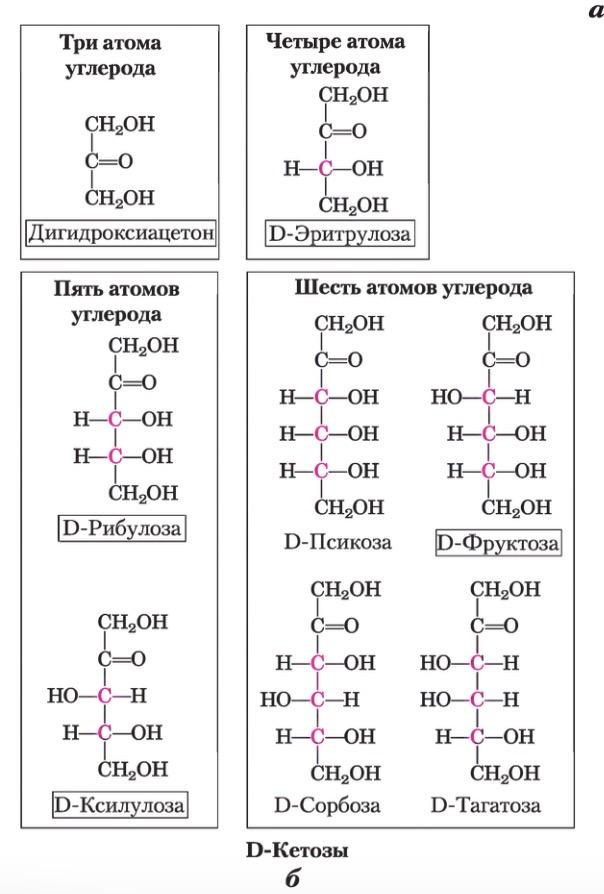 а
Три атома
углерода
CH₂OH
C=O
CH₂OH
Дигидроксиацетон
Четыре атома
углерода
CH₂OH
C=O
H—C—OH
CH₂OH
D-Эритрулоза
Пять атомов
углерода
CH₂OH
C=O
H—C—OH
H—C—OH
CH₂OH
D-Рибулоза
CH₂OH
C=O
HO—C—H
H—C—OH
CH₂OH
D-Ксилулоза
Шесть атомов углерода
CH₂OH
C=O
H—C—OH
H—C—OH
H—C—OH
CH₂OH
D-Псикоза
CH₂OH
C=O
HO—C—H
H—C—OH
H—C—OH
CH₂OH
D-Фруктоза
CH₂OH
C=O
H—C—OH
HO—C—H
H—C—OH
CH₂OH
D-Сорбоза
CH₂OH
C=O
HO—C—H
HO—C—H
H—C—OH
CH₂OH
D-Тагатоза
D-Кетозы
б